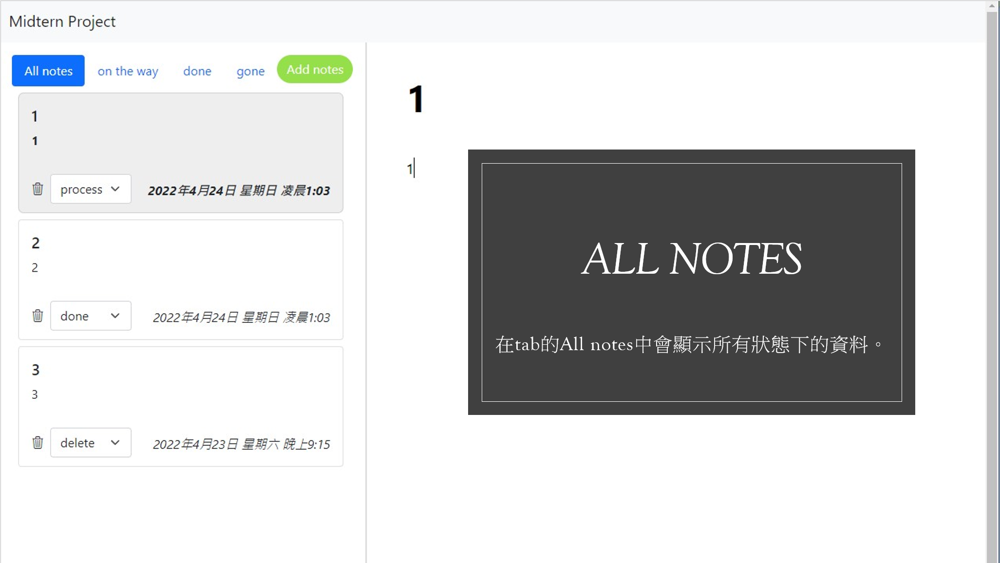 Midtern Project
All notes on the way done gone Add notes
1
1
process 2022年4月24日 星期日 凌晨1:03
2
2
done 2022年4月24日 星期日 凌晨1:03
3
3
delete 2022年4月23日 星期六 晚上9:15
1
1
ALL NOTES
在tab的All notes中會顯示所有狀態下的資料。